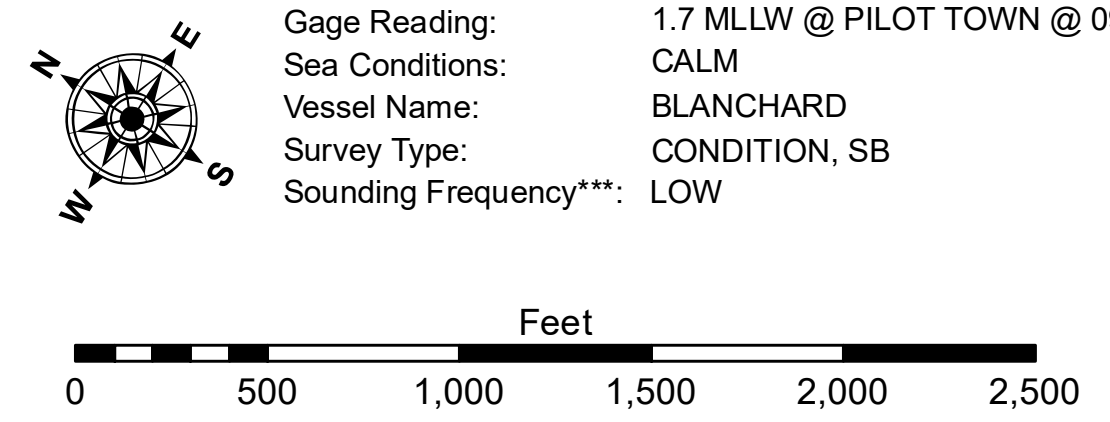 N
E
S
W
Gage Reading: 1.7 MLLW @ PILOT TOWN @
Sea Conditions: CALM
Vessel Name: BLANCHARD
Survey Type: CONDITION, SB
Sounding Frequency***: LOW
Feet
0 500 1,000 1,500 2,000 2,500